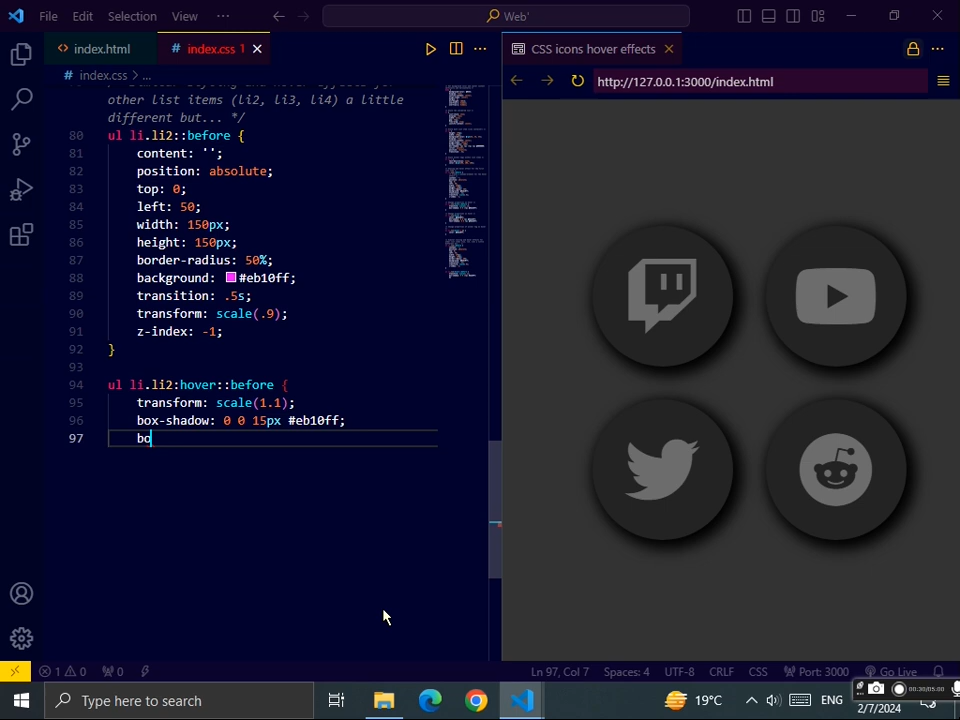 File Edit Selection View ··· Web'
index.html # index.css 1
# index.css > ...
other list items (li2, li3, li4) a little
different but... */
80 ul li.li2::before {
81 content: '';
82 position: absolute;
83 top: 0;
84 left: 50;
85 width: 150px;
86 height: 150px;
87 border-radius: 50%;
88 background: #eb10ff;
89 transition: .5s;
90 transform: scale(.9);
91 z-index: -1;
92 }
93
94 ul li.li2:hover::before {
95 transform: scale(1.1);
96 box-shadow: 0 0 15px #eb10ff;
97 bo
CSS icons hover effects
http://127.0.0.1:3000/index.html
1 0 0 Ln 97, Col 7 Spaces: 4 UTF-8 CRLF CSS Port: 3000 Go Live
Type here to search 19°C ENG
2/7/2024